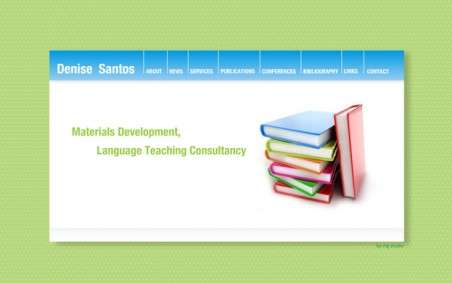 Denise Santos
ABOUT
NEWS
SERVICES
PUBLICATIONS
CONFERENCES
BIBLIOGRAPHY
LINKS
CONTACT
Materials Development,
Language Teaching Consultancy